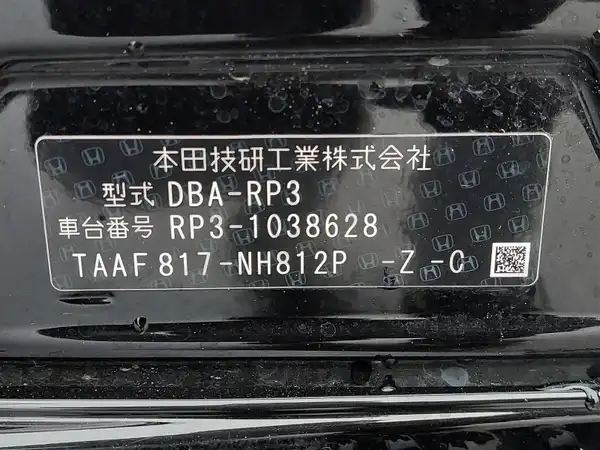 本田技研工業株式会社
型式 DBA-RP3
車台番号 RP3-1038628
TAAF817-NH812P -Z-C